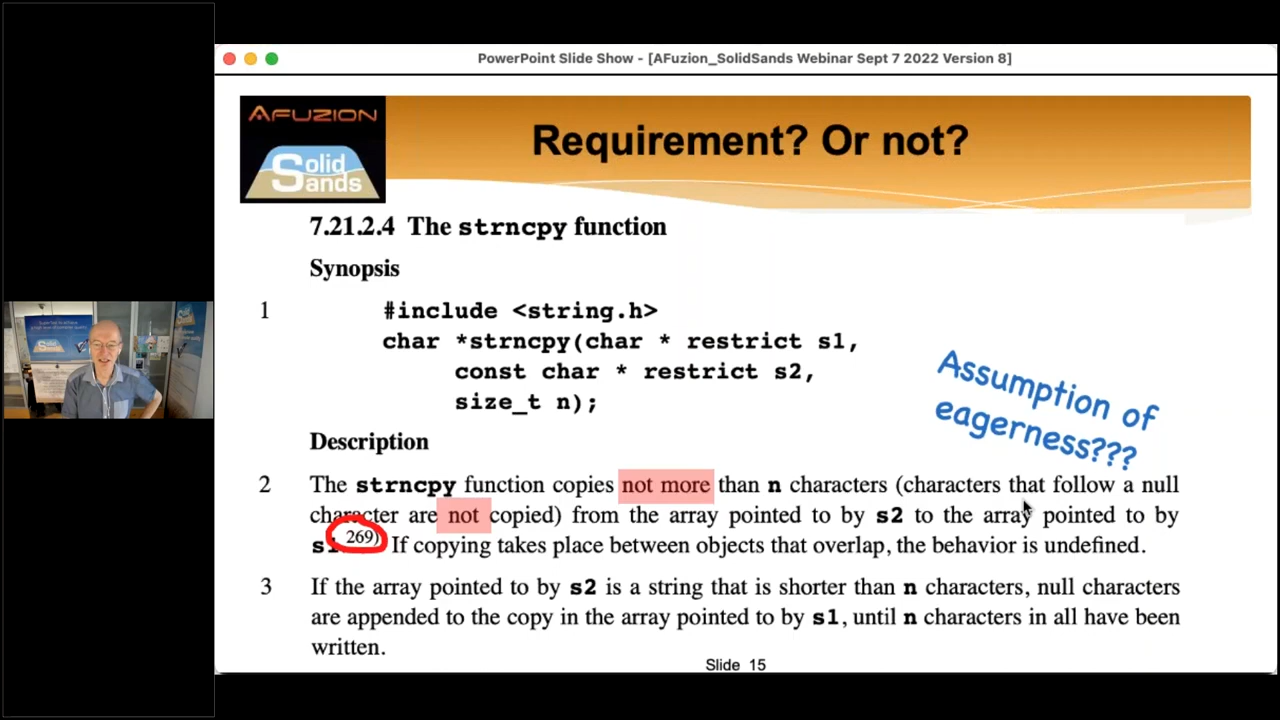 PowerPoint Slide Show - [AFuzion_SolidSands Webinar Sept 7 2022 Version 8]
AFUZION
Solid
Sands
Requirement? Or not?
7.21.2.4 The strncpy function
Synopsis
1 #include <string.h>
char *strncpy(char * restrict s1,
const char * restrict s2,
size_t n);
Assumption of
eagerness???
Description
2 The strncpy function copies not more than n characters (characters that follow a null
character are not copied) from the array pointed to by s2 to the array pointed to by
269) If copying takes place between objects that overlap, the behavior is undefined.
3 If the array pointed to by s2 is a string that is shorter than n characters, null characters
are appended to the copy in the array pointed to by s1, until n characters in all have been
written.
Slide 15